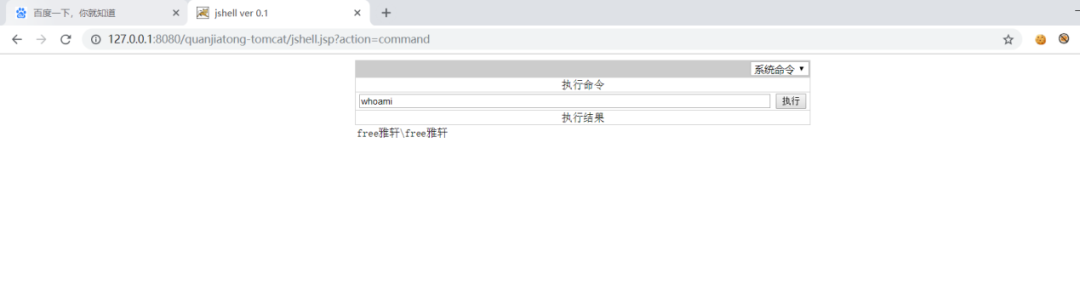 百度一下，你就知道
jshell ver 0.1
127.0.0.1:8080/quanjiatong-tomcat/jshell.jsp?action=command
系统命令
执行命令
whoami 执行
执行结果
free雅轩\free雅轩